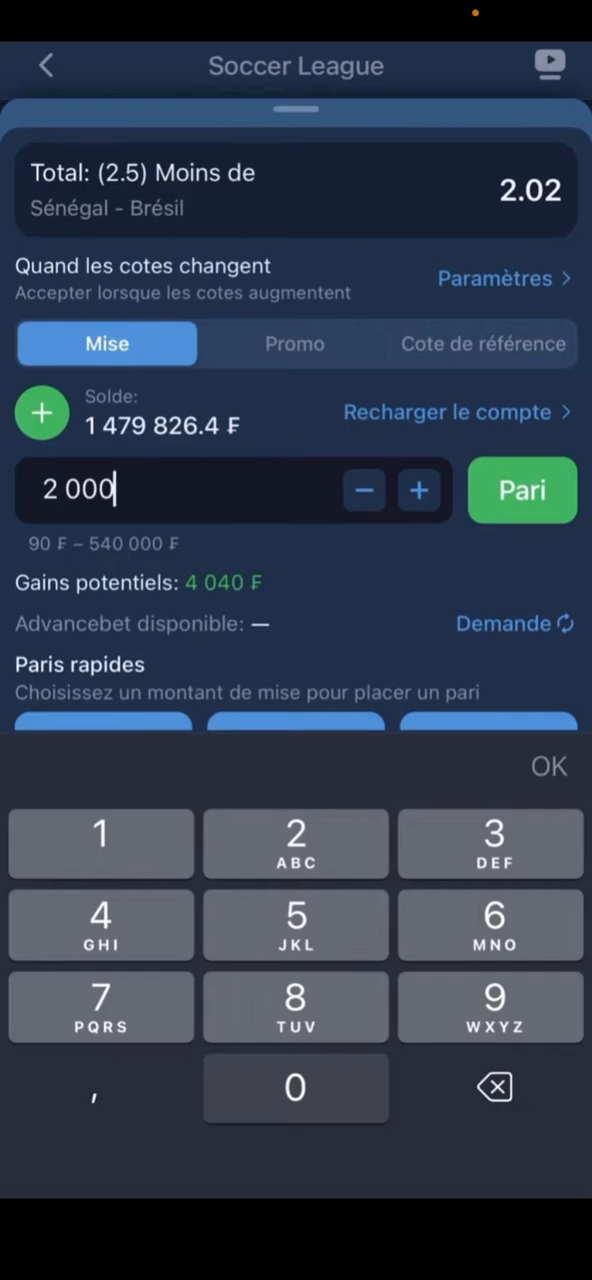 Soccer League
Total: (2.5) Moins de
2.02
Sénégal - Brésil
Quand les cotes changent
Accepter lorsque les cotes augmentent
Paramètres >
Mise
Promo
Cote de référence
Solde:
1 479 826.4 ₣
Recharger le compte >
2 000
Pari
90 ₣ – 540 000 ₣
Gains potentiels: 4 040 ₣
Advancebet disponible: —
Demande
Paris rapides
Choisissez un montant de mise pour placer un pari
OK
1
2
ABC
3
DEF
4
GHI
5
JKL
6
MNO
7
PQRS
8
TUV
9
WXYZ
,
0